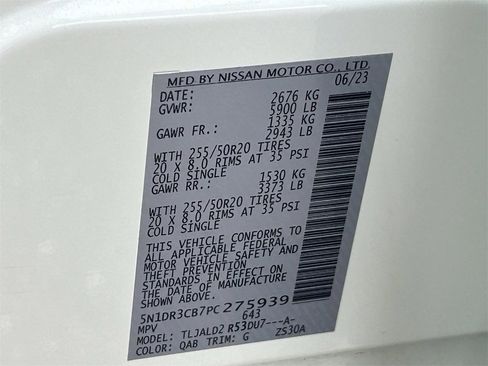 MFD BY NISSAN MOTOR CO., LTD
DATE: 06/23
GVWR: 2676 KG
5900 LB
GAWR FR.: 1335 KG
2943 LB
WITH 255/50R20 TIRES
20 X 8.0 RIMS AT 35 PSI
COLD SINGLE
GAWR RR.: 1530 KG
3373 LB
WITH 255/50R20 TIRES
20 X 8.0 RIMS AT 35 PSI
COLD SINGLE
THIS VEHICLE CONFORMS TO
ALL APPLICABLE FEDERAL
MOTOR VEHICLE SAFETY AND
THEFT PREVENTION
STANDARDS IN EFFECT ON
THE DATE OF MANUFACTURE
SHOWN ABOVE.
5N1DR3CB7PC275939
MPV 643
MODEL: TLJALD2 R53DU7---A-
COLOR: QAB TRIM: G ZS30A